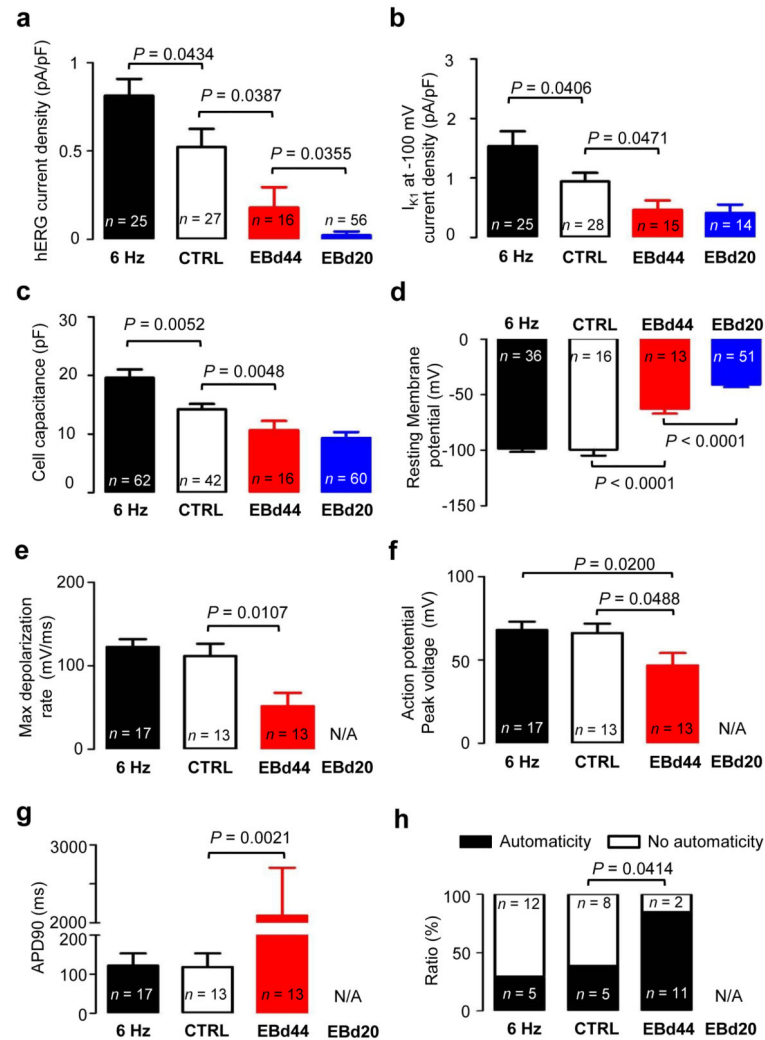 a
hERG current density (pA/pF)
1
0.5
0
P = 0.0434
P = 0.0387
P = 0.0355
n = 25
n = 27
n = 16
n = 56
6 Hz CTRL EBd44 EBd20
b
IK1 at -100 mV
current density (pA/pF)
3
2
1
0
P = 0.0406
P = 0.0471
n = 25
n = 28
n = 15
n = 14
6 Hz CTRL EBd44 EBd20
c
Cell capacitance (pF)
30
20
10
0
P = 0.0052
P = 0.0048
n = 62
n = 42
n = 16
n = 60
6 Hz CTRL EBd44 EBd20
d
Resting Membrane
potential (mV)
6 Hz CTRL EBd44 EBd20
0
-50
-100
-150
n = 36
n = 16
n = 13
n = 51
P < 0.0001
P < 0.0001
e
Max depolarization
rate (mV/ms)
200
100
0
P = 0.0107
n = 17
n = 13
n = 13
N/A
6 Hz CTRL EBd44 EBd20
f
Action potential
Peak voltage (mV)
100
50
0
P = 0.0200
P = 0.0488
n = 17
n = 13
n = 13
N/A
6 Hz CTRL EBd44 EBd20
g
APD90 (ms)
3000
2000
200
100
0
P = 0.0021
n = 17
n = 13
n = 13
N/A
6 Hz CTRL EBd44 EBd20
h
Automaticity No automaticity
P = 0.0414
Ratio (%)
100
50
0
n = 12
n = 8
n = 2
n = 5
n = 5
n = 11
N/A
6 Hz CTRL EBd44 EBd20